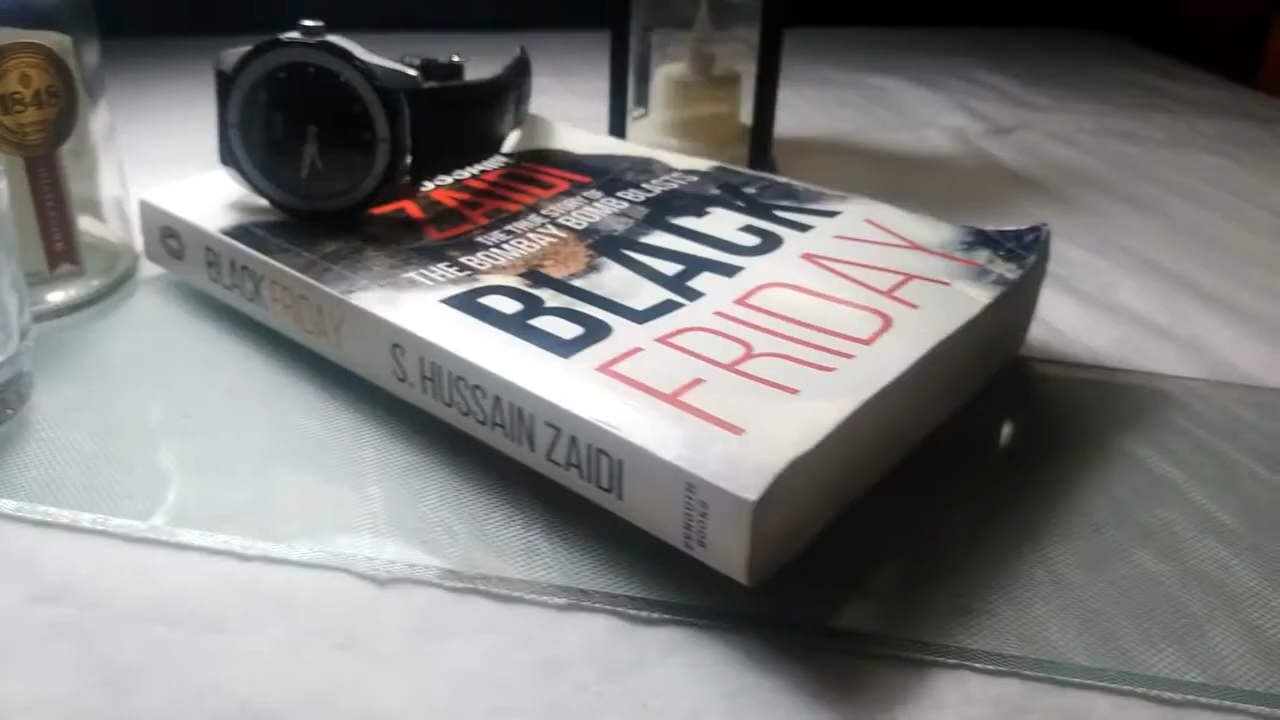 1848
ZAIDI
THE TRUE STORY OF
THE BOMBAY BOMB BLASTS
BLACK
FRIDAY
BLACK FRIDAY
S. HUSSAIN ZAIDI
PENGUIN
BOOKS